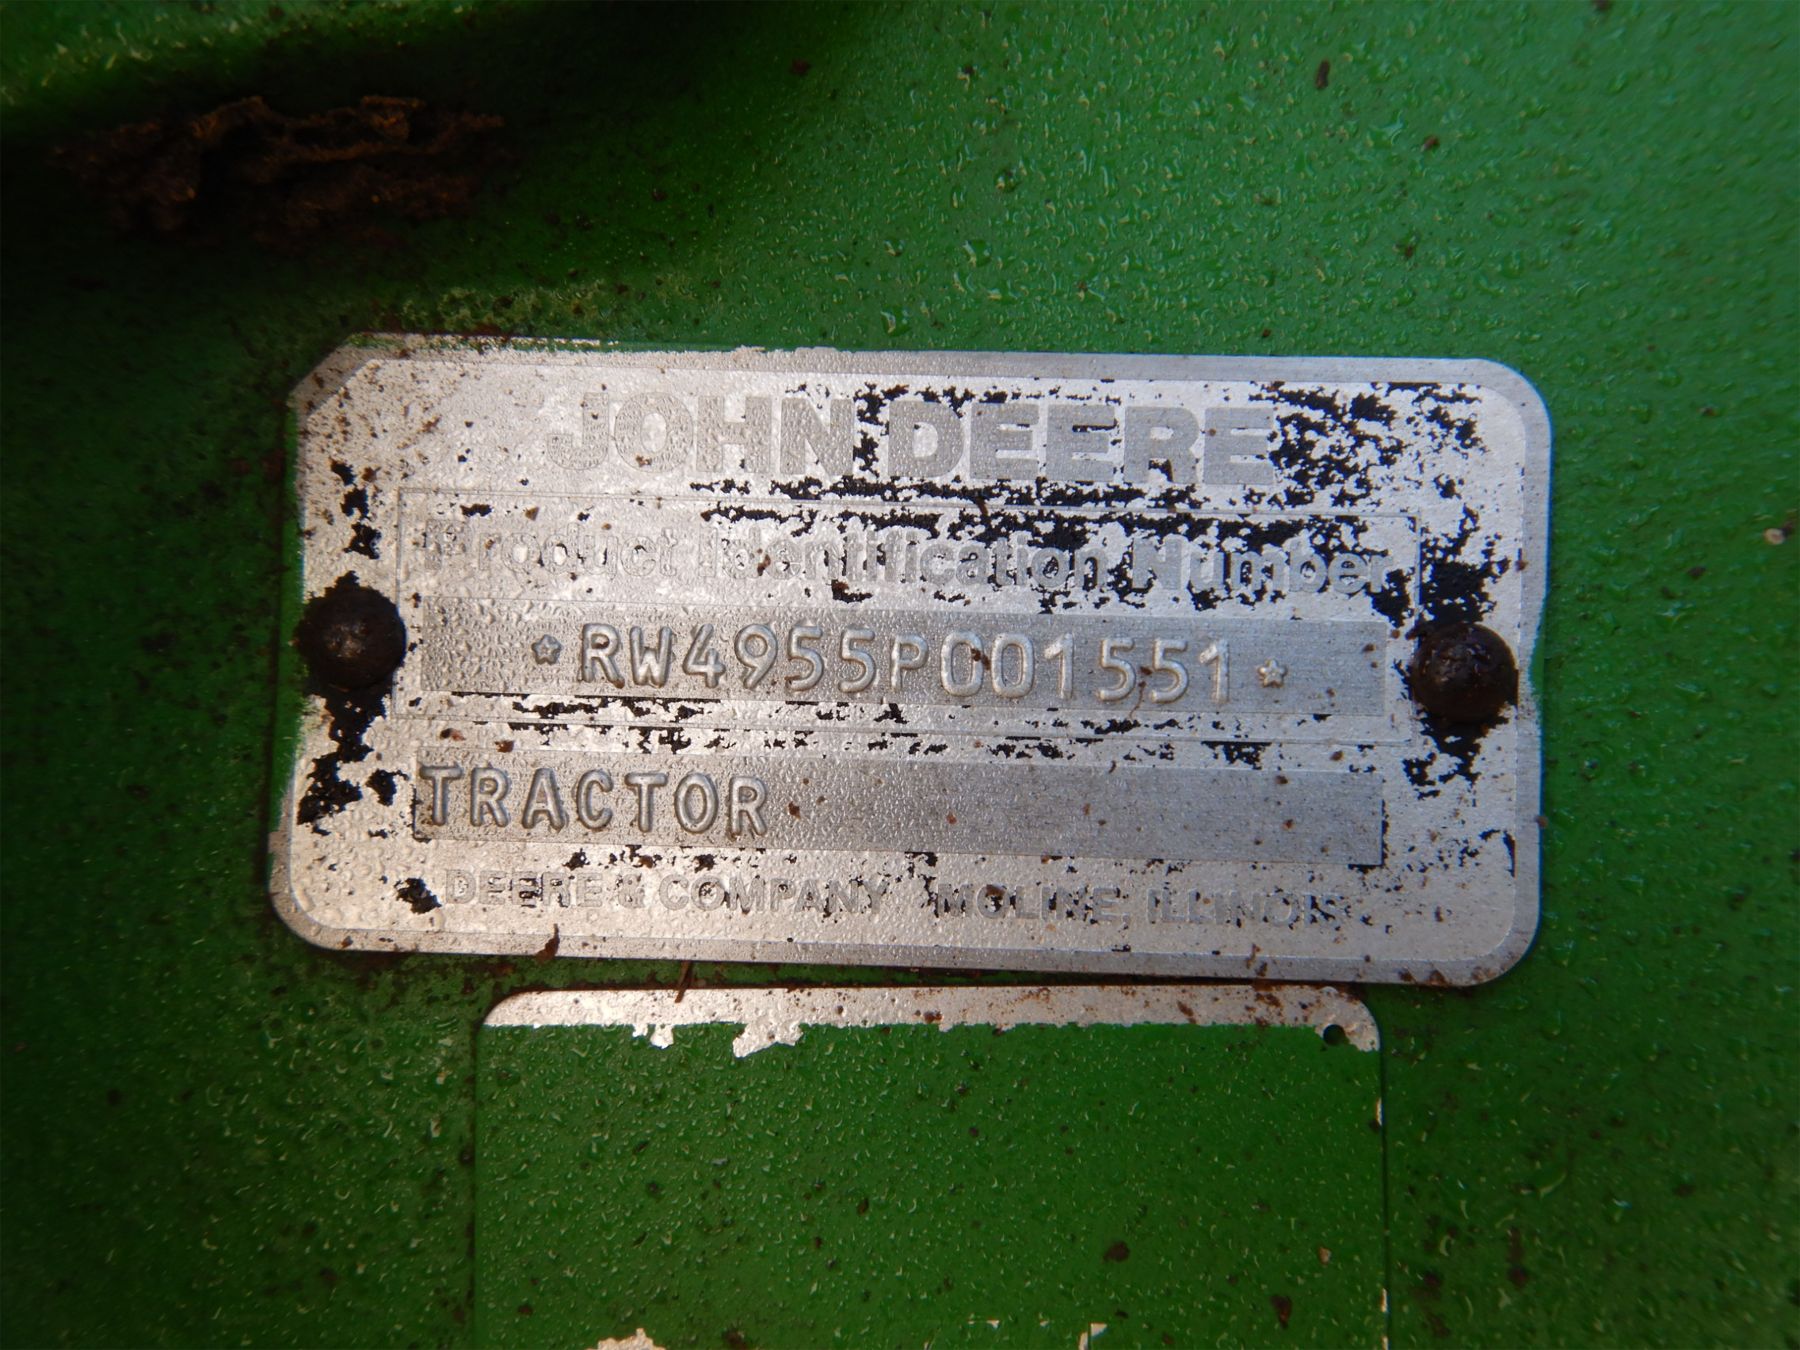 JOHN DEERE
Product Identification Number
*RW4955P001551*
TRACTOR
DEERE & COMPANY MOLINE, ILLINOIS